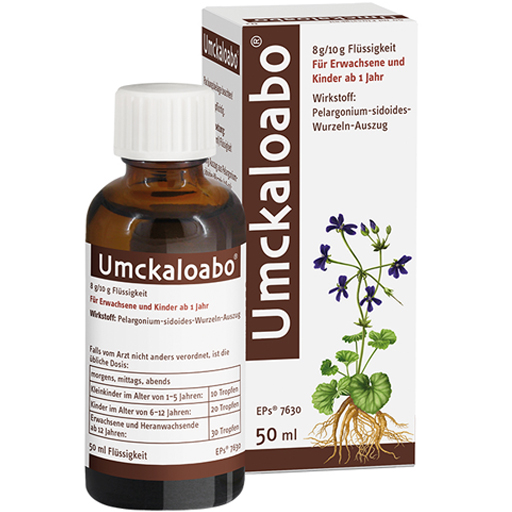 Umckaloabo®
8 g/10 g Flüssigkeit
Für Erwachsene und Kinder ab 1 Jahr
Wirkstoff: Pelargonium-sidoides-Wurzeln-Auszug
Falls vom Arzt nicht anders verordnet, ist die
übliche Dosis:
morgens, mittags, abends
Kleinkinder im Alter von 1–5 Jahren: 10 Tropfen
Kinder im Alter von 6–12 Jahren: 20 Tropfen
Erwachsene und Heranwachsende
ab 12 Jahren: 30 Tropfen
50 ml Flüssigkeit EPs® 7630
Umckaloabo®
Umckaloabo®
8 g/10 g Flüssigkeit
Für Erwachsene und
Kinder ab 1 Jahr
Wirkstoff:
Pelargonium-sidoides-
Wurzeln-Auszug
EPs® 7630
50 ml